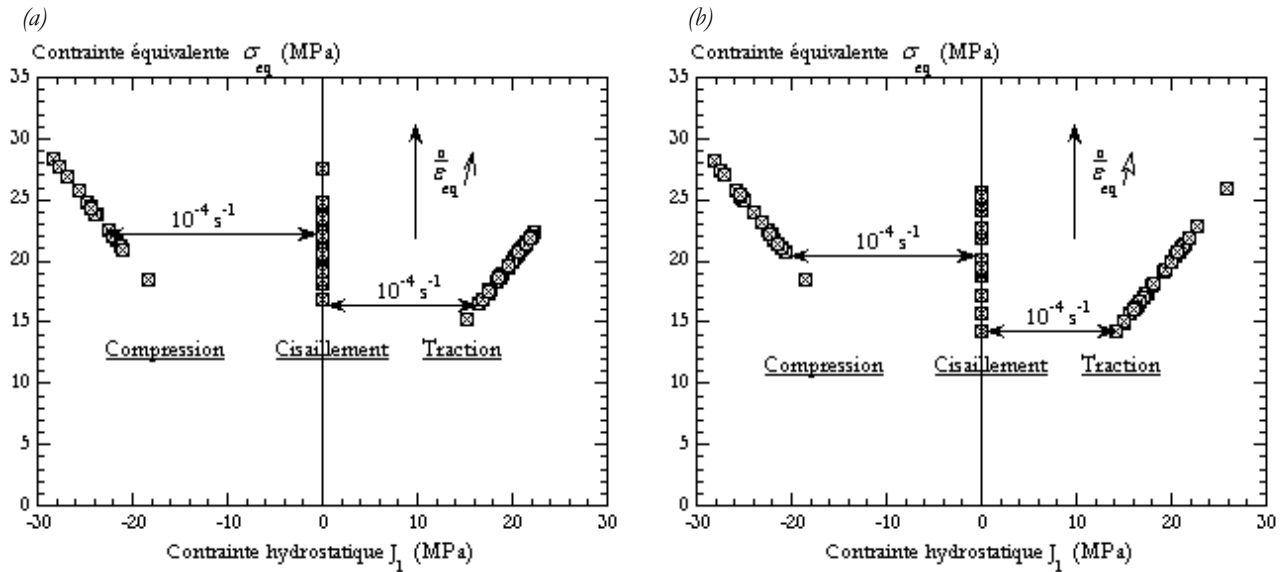 (a)
Contrainte équivalente σeq (MPa)
35
30
25
20
15
10
5
0
-30 -20 -10 0 10 20 30
10⁻⁴ s⁻¹
10⁻⁴ s⁻¹
ε̊eq
Compression Cisaillement Traction
Contrainte hydrostatique J₁ (MPa)
(b)
Contrainte équivalente σeq (MPa)
35
30
25
20
15
10
5
0
-30 -20 -10 0 10 20 30
10⁻⁴ s⁻¹
10⁻⁴ s⁻¹
ε̊eq
Compression Cisaillement Traction
Contrainte hydrostatique J₁ (MPa)